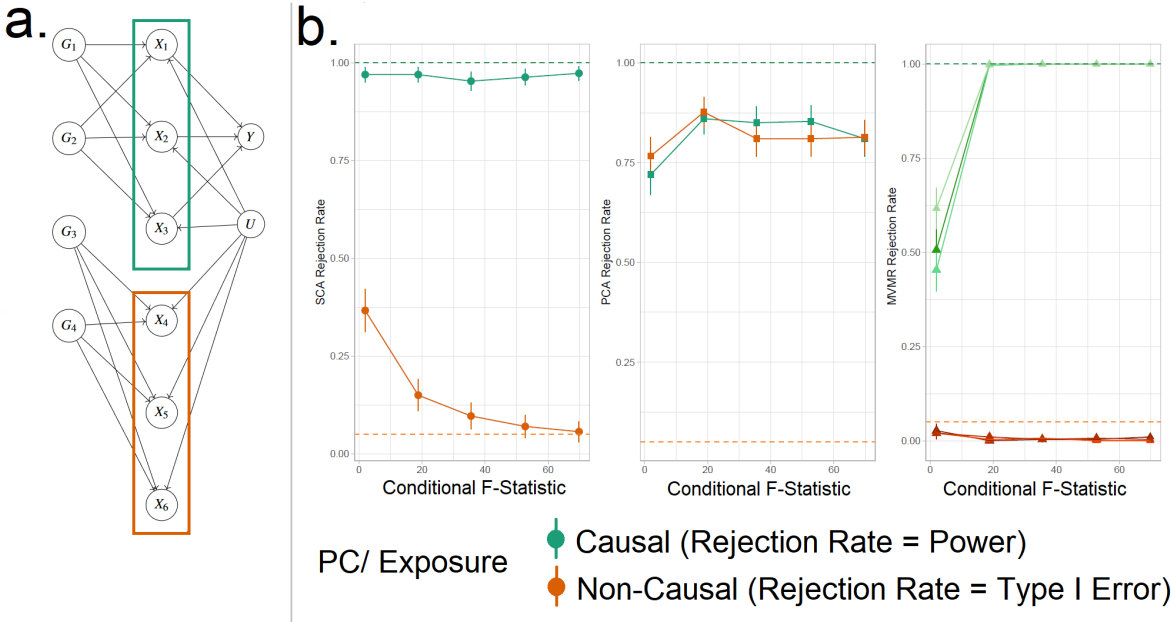 a.
G1
X1
G2
X2
Y
X3
G3
U
X4
G4
X5
X6
b.
SCA Rejection Rate
1.00
0.75
0.50
0.25
0.00
0 20 40 60
Conditional F-Statistic
PCA Rejection Rate
1.00
0.75
0.50
0.25
0 20 40 60
Conditional F-Statistic
MVMR Rejection Rate
1.00
0.75
0.50
0.25
0.00
0 20 40 60
Conditional F-Statistic
PC/ Exposure
Causal (Rejection Rate = Power)
Non-Causal (Rejection Rate = Type I Error)